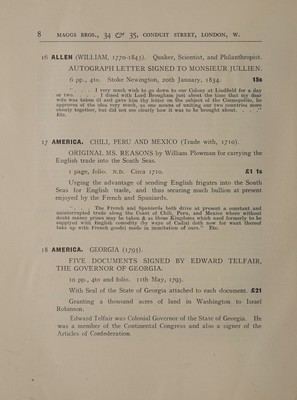 8 MAGGS BROS., 34 & 35, CONDUIT STREET, LONDON, W.
16 ALLEN (WILLIAM, 1770-1843). Quaker, Scientist, and Philanthropist.
AUTOGRAPH LETTER SIGNED TO MONSIEUR JULLIEN.
6 pp., 4to. Stoke Newington, 20th January, 1834. 15s
". . . . I very much wish to go down to our Colony at Lindfield for a day
or two. . . . . I dined with Lord Brougham just about the time that my dear
wife was taken ill and gave him thy letter on the subject of the Cosmopolite, he
approves of the idea very much, as one means of uniting our two countries more
closely together, but did not see clearly how it was to be brought about. . . ."
Etc.
17 AMERICA. CHILI, PERU AND MEXICO (Trade with, 1710).
ORIGINAL MS. REASONS by William Plowman for carrying the
English trade into the South Seas.
1 page, folio. N.D. Circa 1710. £1 1s
Urging the advantage of sending English frigates into the South
Seas for English trade, and thus securing much bullion at present
enjoyed by the French and Spaniards.
". . . The French and Spaniards both drive at present a constant and
uninterrupted trade along the Coast of Chili, Peru, and Mexico where without
doubt money prizes may be taken & as those Kingdoms which used formerly to be
supplyed with English comodity (by ways of Cadiz) doth now for want thereof
take up with French goods) made in immitation of ours." Etc.
18 AMERICA. GEORGIA (1793).
FIVE DOCUMENTS SIGNED BY EDWARD TELFAIR,
THE GOVERNOR OF GEORGIA.
10 pp., 4to and folio. 11th May, 1793.
With Seal of the State of Georgia attached to each document. £21
Granting a thousand acres of land in Washington to Israel
Robinson.
Edward Telfair was Colonial Governor of the State of Georgia. He
was a member of the Continental Congress and also a signer of the
Articles of Confederation.